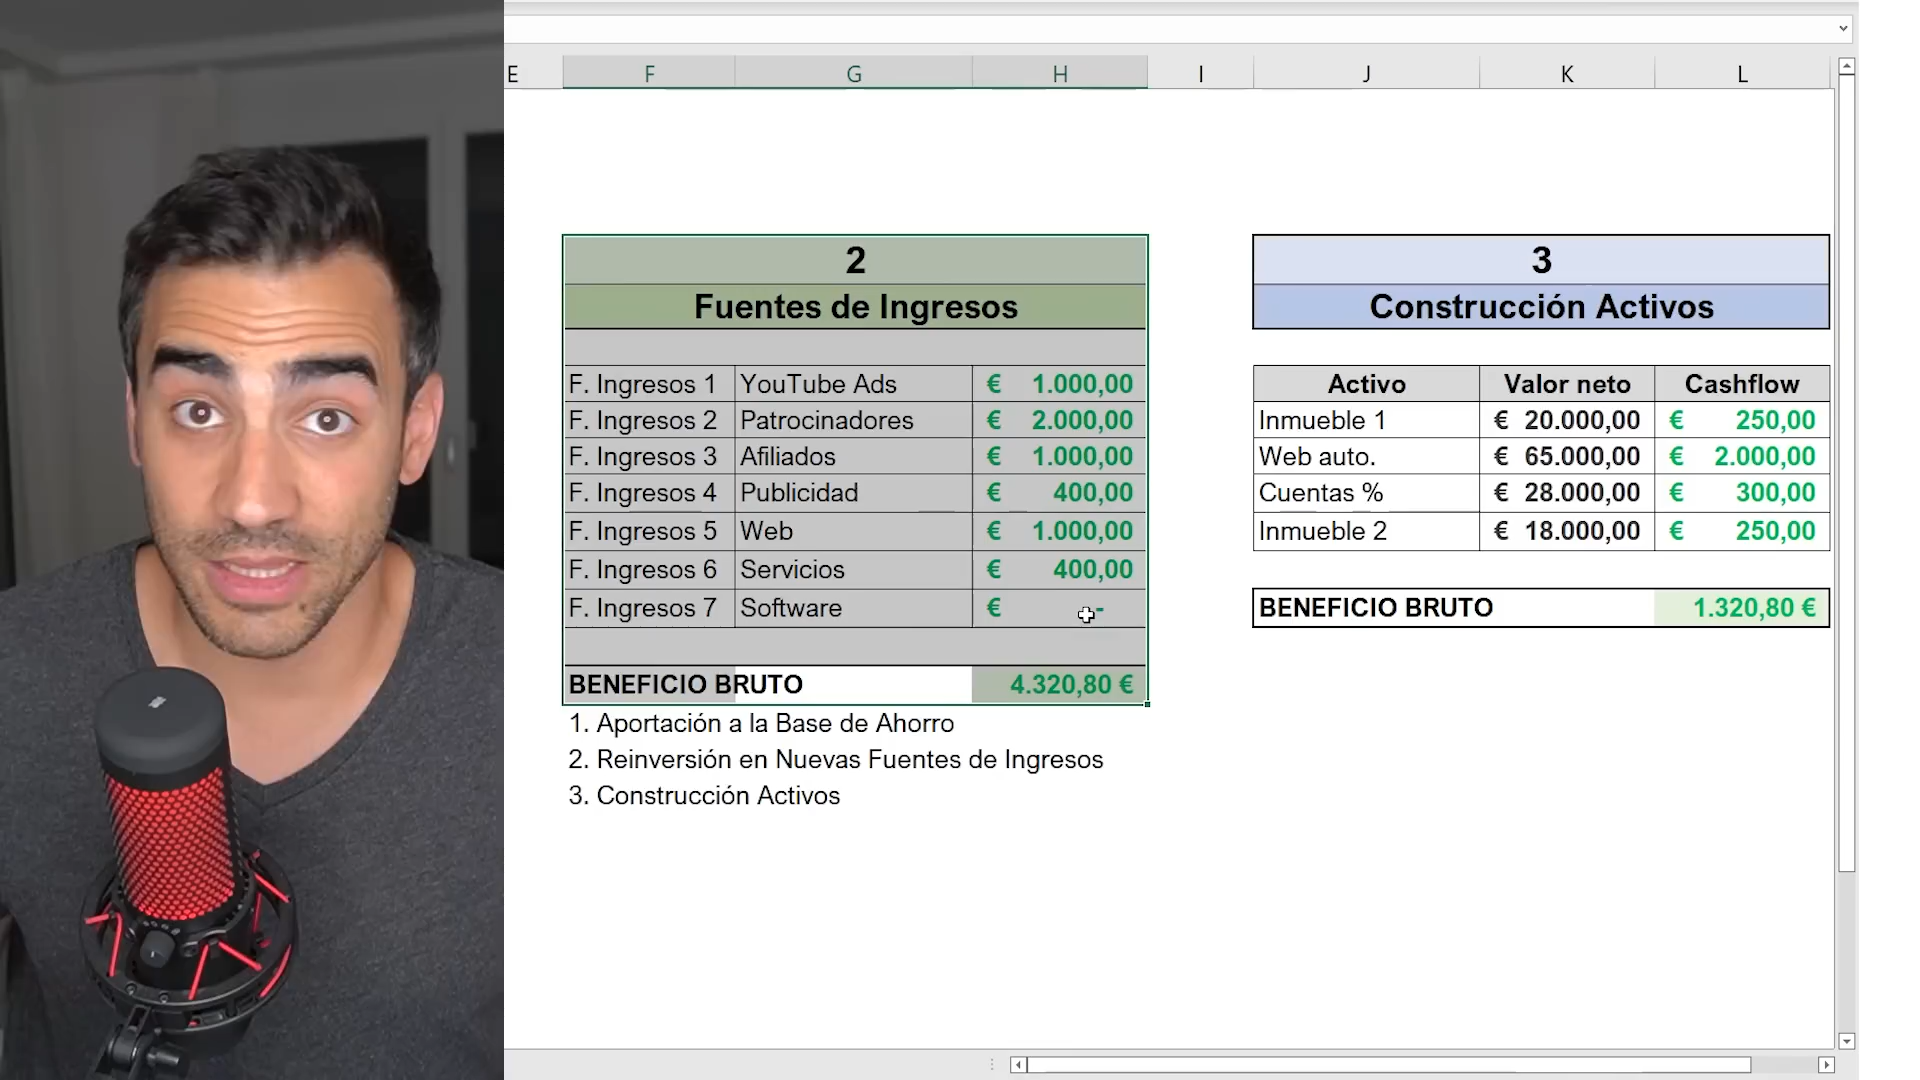 E F G H I J K L
2
Fuentes de Ingresos
F. Ingresos 1 YouTube Ads € 1.000,00
F. Ingresos 2 Patrocinadores € 2.000,00
F. Ingresos 3 Afiliados € 1.000,00
F. Ingresos 4 Publicidad € 400,00
F. Ingresos 5 Web € 1.000,00
F. Ingresos 6 Servicios € 400,00
F. Ingresos 7 Software € -
BENEFICIO BRUTO 4.320,80 €
1. Aportación a la Base de Ahorro
2. Reinversión en Nuevas Fuentes de Ingresos
3. Construcción Activos
3
Construcción Activos
Activo Valor neto Cashflow
Inmueble 1 € 20.000,00 € 250,00
Web auto. € 65.000,00 € 2.000,00
Cuentas % € 28.000,00 € 300,00
Inmueble 2 € 18.000,00 € 250,00
BENEFICIO BRUTO 1.320,80 €